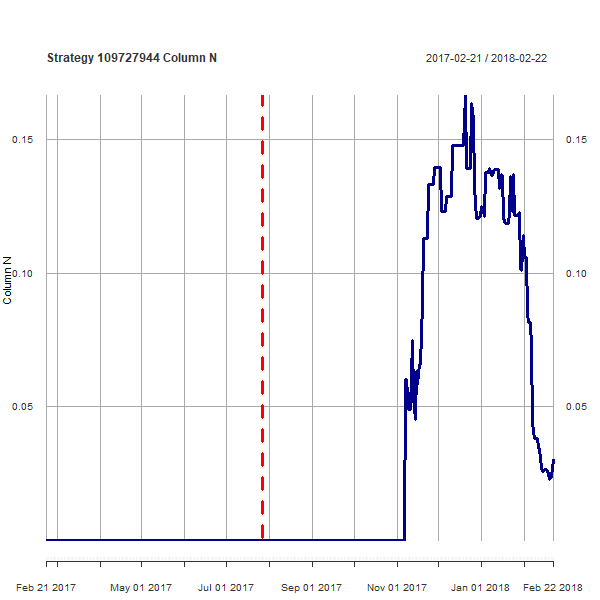 Strategy 109727944 Column N 2017-02-21 / 2018-02-22
0.15 0.15
0.10 0.10
Column N
0.05 0.05
Feb 21 2017 May 01 2017 Jul 01 2017 Sep 01 2017 Nov 01 2017 Jan 01 2018 Feb 22 2018